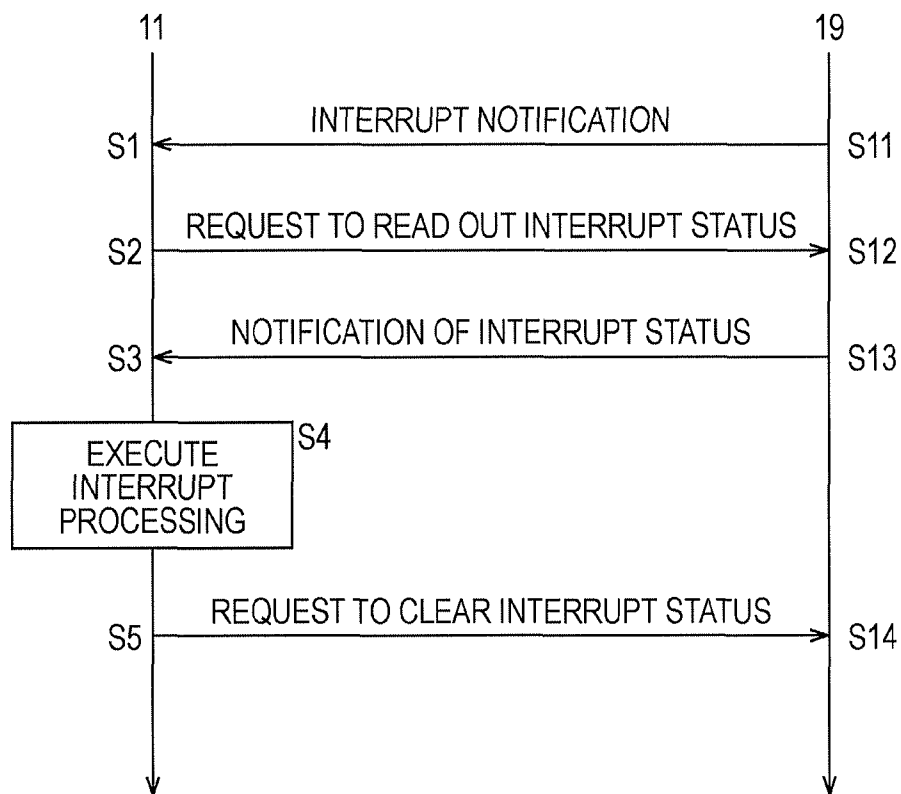 11 19
INTERRUPT NOTIFICATION
S1 S11
REQUEST TO READ OUT INTERRUPT STATUS
S2 S12
NOTIFICATION OF INTERRUPT STATUS
S3 S13
S4
EXECUTE
INTERRUPT
PROCESSING
REQUEST TO CLEAR INTERRUPT STATUS
S5 S14